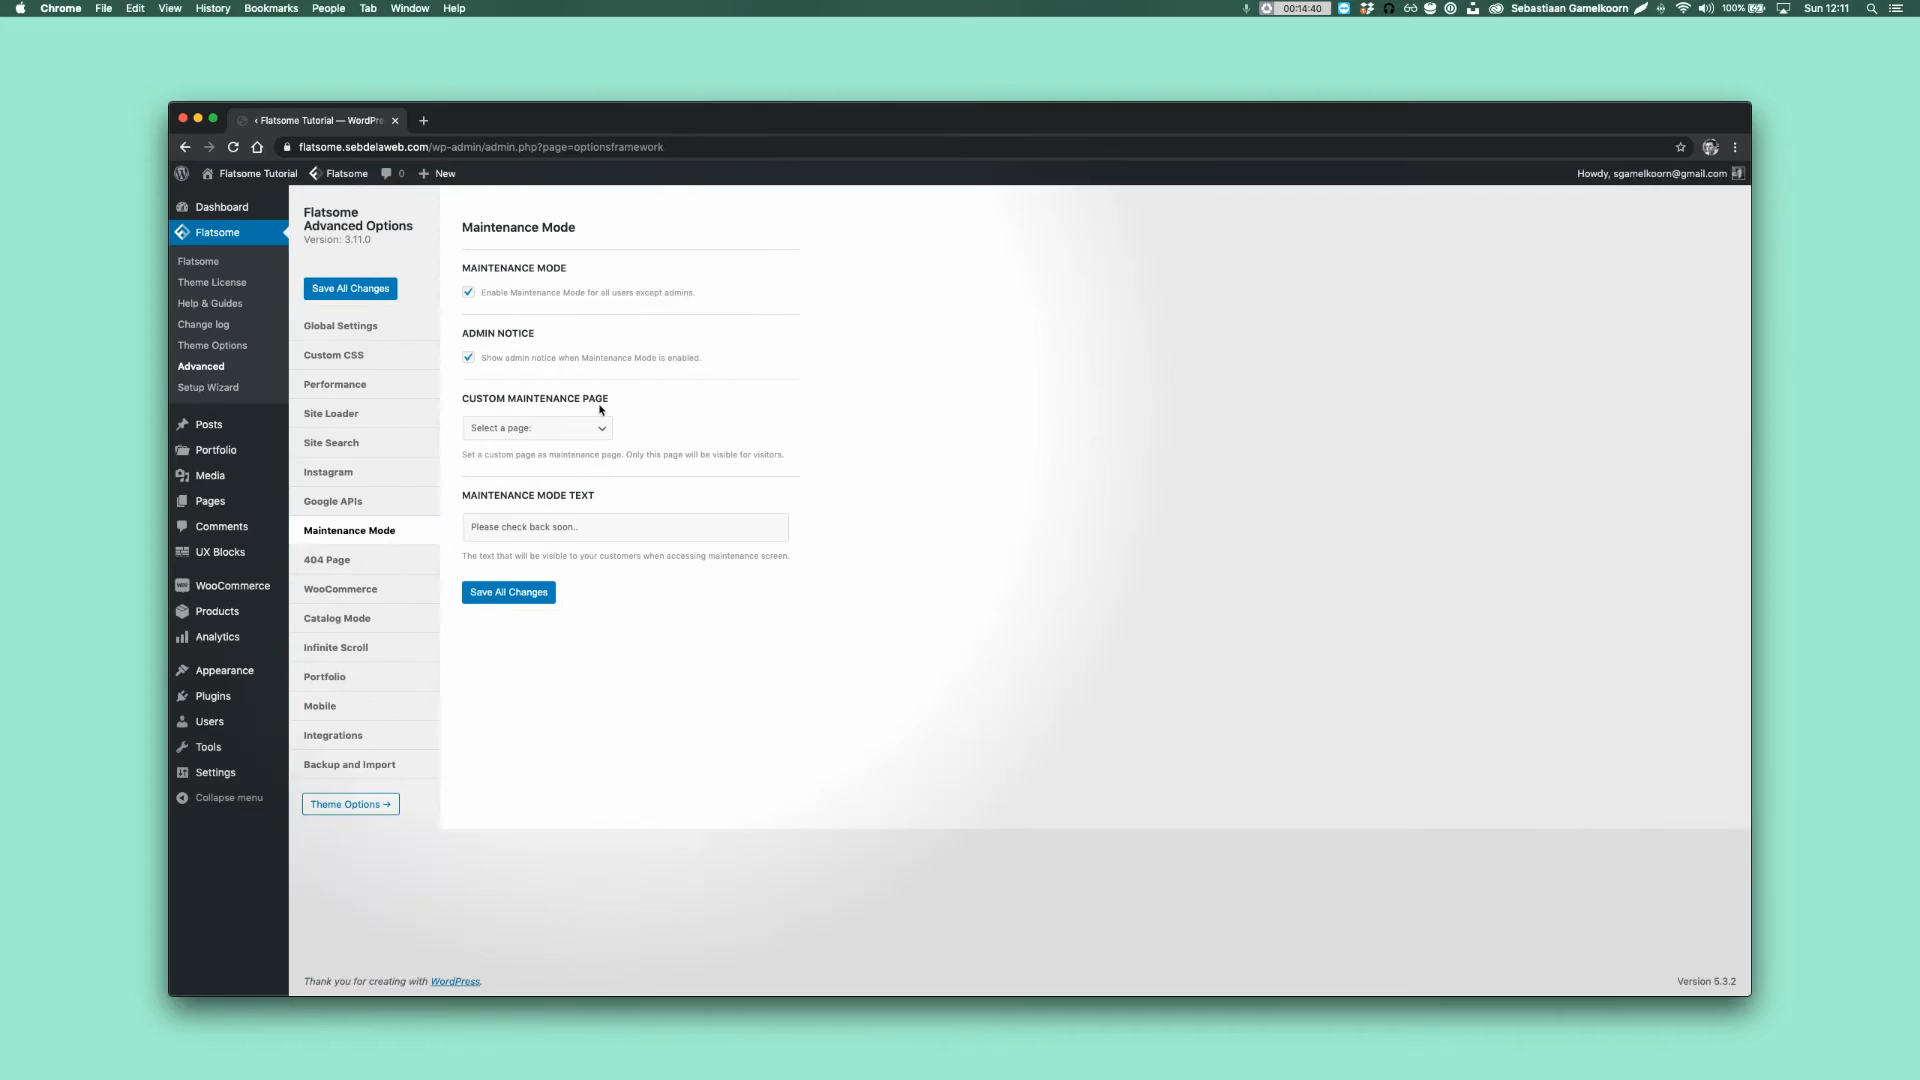 Chrome File Edit View History Bookmarks People Tab Window Help
00:14:40
Sebastiaan Gamelkoorn
100%
Sun 12:11
‹ Flatsome Tutorial — WordPr
flatsome.sebdelaweb.com/wp-admin/admin.php?page=optionsframework
Flatsome Tutorial Flatsome 0 New
Howdy, sgamelkoorn@gmail.com
Dashboard
Flatsome
Flatsome
Theme License
Help & Guides
Change log
Theme Options
Advanced
Setup Wizard
Posts
Portfolio
Media
Pages
Comments
UX Blocks
WooCommerce
Products
Analytics
Appearance
Plugins
Users
Tools
Settings
Collapse menu
Flatsome
Advanced Options
Version: 3.11.0
Save All Changes
Global Settings
Custom CSS
Performance
Site Loader
Site Search
Instagram
Google APIs
Maintenance Mode
404 Page
WooCommerce
Catalog Mode
Infinite Scroll
Portfolio
Mobile
Integrations
Backup and Import
Theme Options →
Maintenance Mode
MAINTENANCE MODE
Enable Maintenance Mode for all users except admins.
ADMIN NOTICE
Show admin notice when Maintenance Mode is enabled.
CUSTOM MAINTENANCE PAGE
Select a page:
Set a custom page as maintenance page. Only this page will be visible for visitors.
MAINTENANCE MODE TEXT
Please check back soon..
The text that will be visible to your customers when accessing maintenance screen.
Save All Changes
Thank you for creating with WordPress.
Version 5.3.2